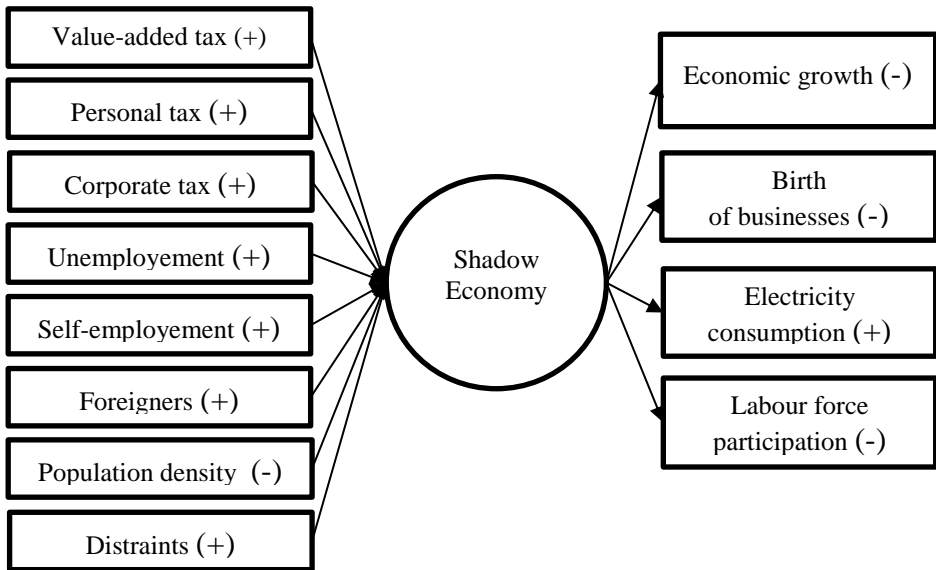 Value-added tax (+)
Personal tax (+)
Corporate tax (+)
Unemployement (+)
Self-employement (+)
Foreigners (+)
Population density (-)
Distraints (+)
Shadow
Economy
Economic growth (-)
Birth
of businesses (-)
Electricity
consumption (+)
Labour force
participation (-)